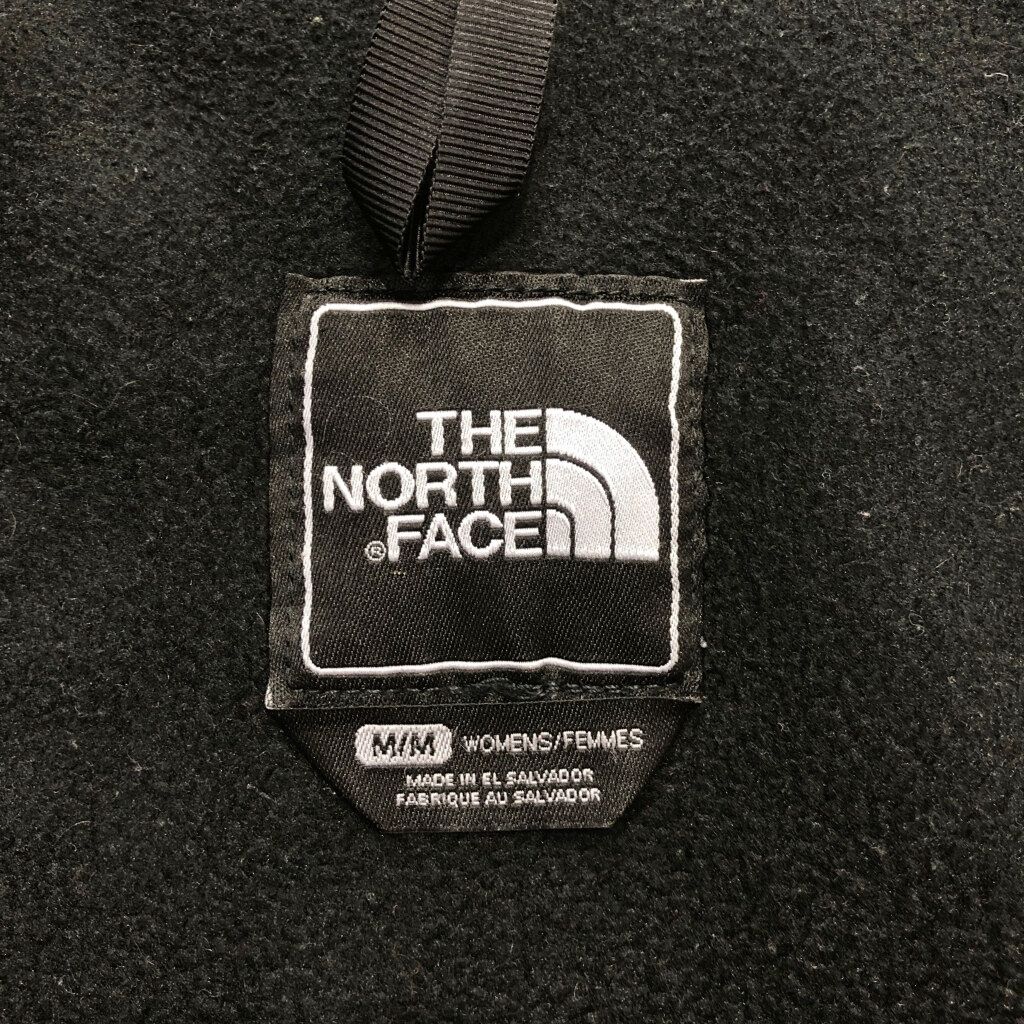 THE
NORTH
®FACE
M/M WOMENS/FEMMES
MADE IN EL SALVADOR
FABRIQUE AU SALVADOR